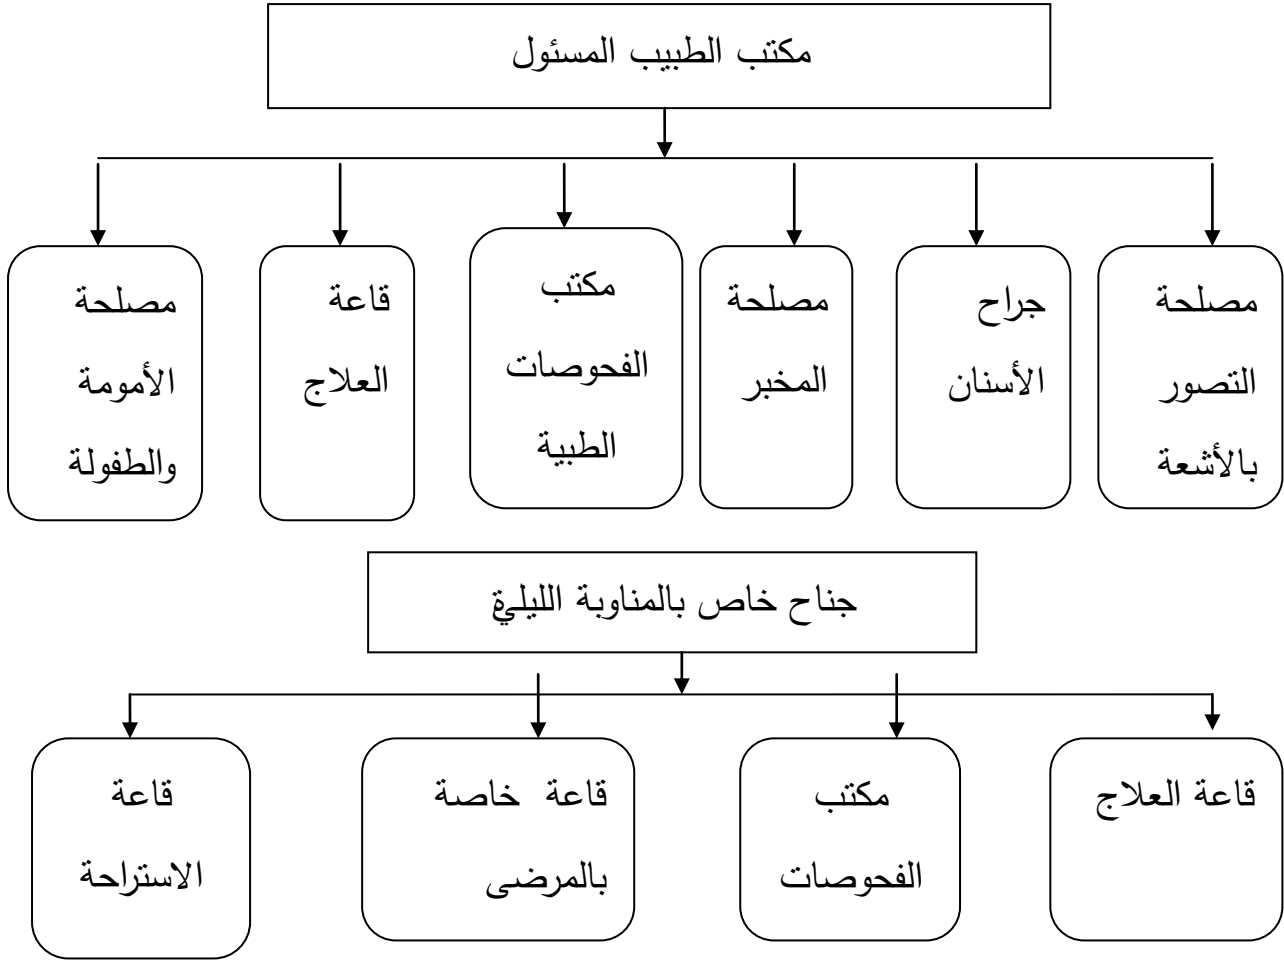 مكتب الطبيب المسئول
مصلحة
التصور
بالأشعة
جراح
الأسنان
مصلحة
المخبر
مكتب
الفحوصات
الطبية
قاعة
العلاج
مصلحة
الأمومة
والطفولة
جناح خاص بالمناوبة الليلية
قاعة العلاج
مكتب
الفحوصات
قاعة خاصة
بالمرضى
قاعة
الاستراحة